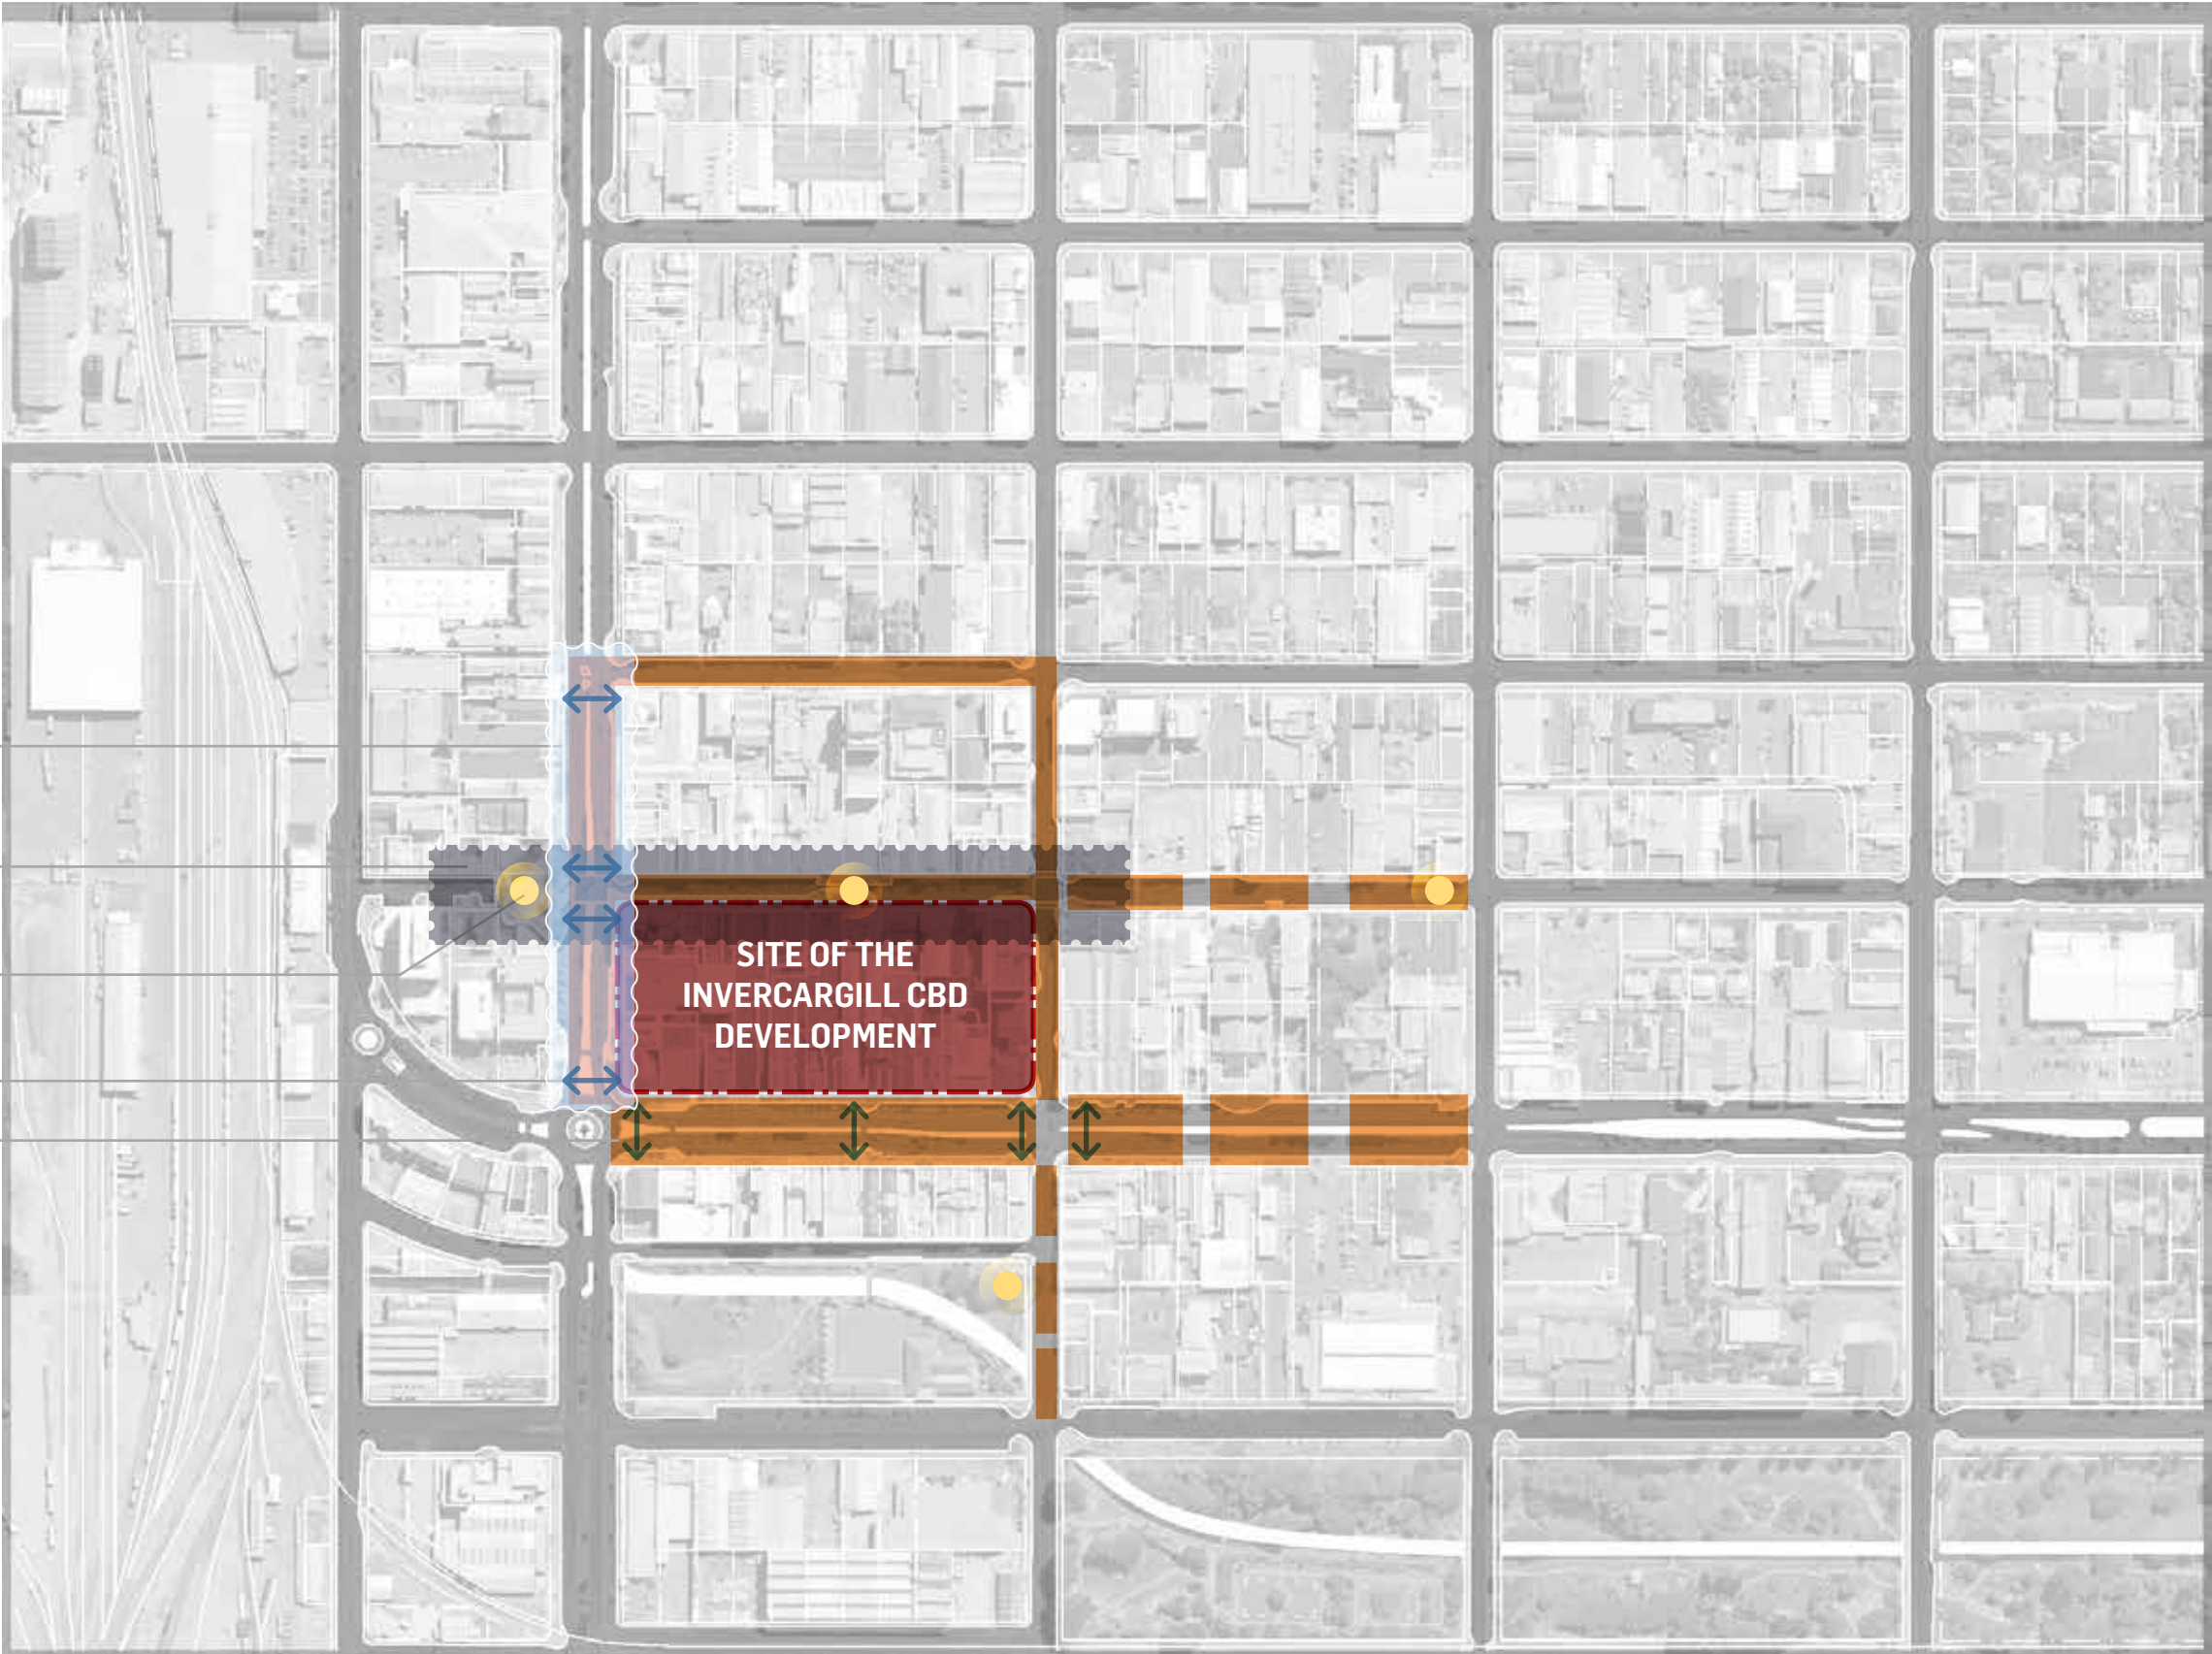 SITE OF THE
INVERCARGILL CBD
DEVELOPMENT